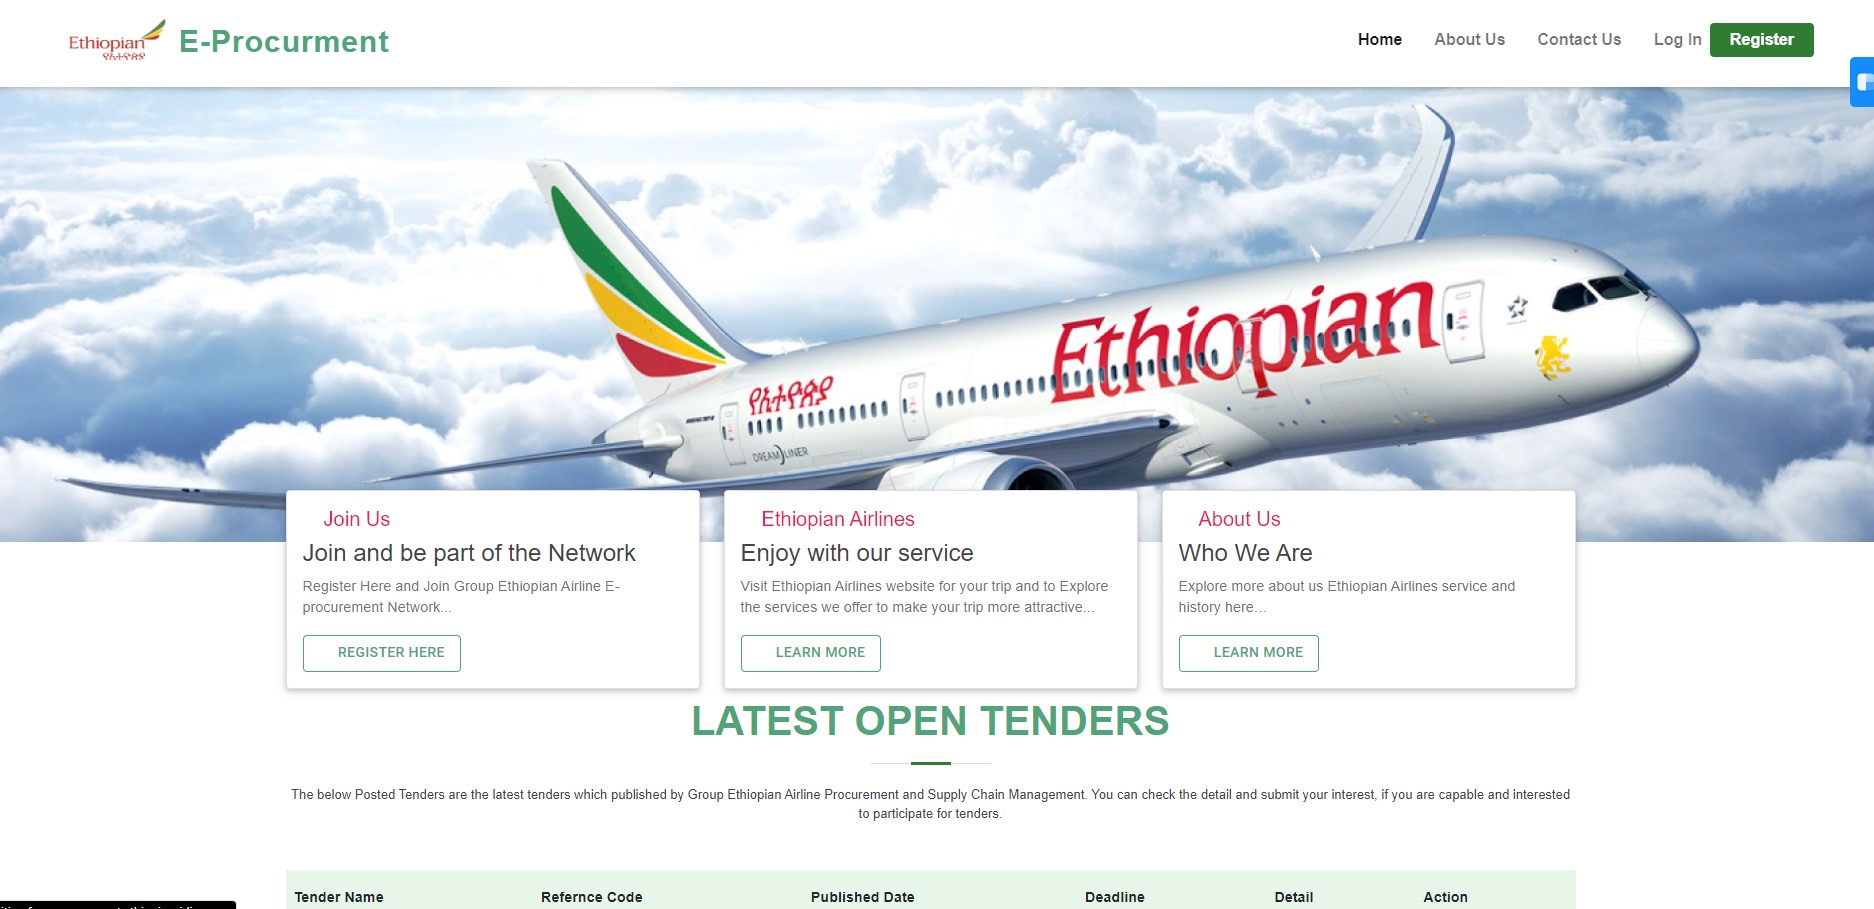 Ethiopian
የኢትዮጵያ
E-Procurment
Home
About Us
Contact Us
Log In
Register
Ethiopian
የኢትዮጵያ
DREAMLINER
Join Us
Join and be part of the Network
Register Here and Join Group Ethiopian Airline E-
procurement Network...
REGISTER HERE
Ethiopian Airlines
Enjoy with our service
Visit Ethiopian Airlines website for your trip and to Explore
the services we offer to make your trip more attractive...
LEARN MORE
About Us
Who We Are
Explore more about us Ethiopian Airlines service and
history here...
LEARN MORE
LATEST OPEN TENDERS
The below Posted Tenders are the latest tenders which published by Group Ethiopian Airline Procurement and Supply Chain Management. You can check the detail and submit your interest, if you are capable and interested
to participate for tenders.
Tender Name
Refernce Code
Published Date
Deadline
Detail
Action